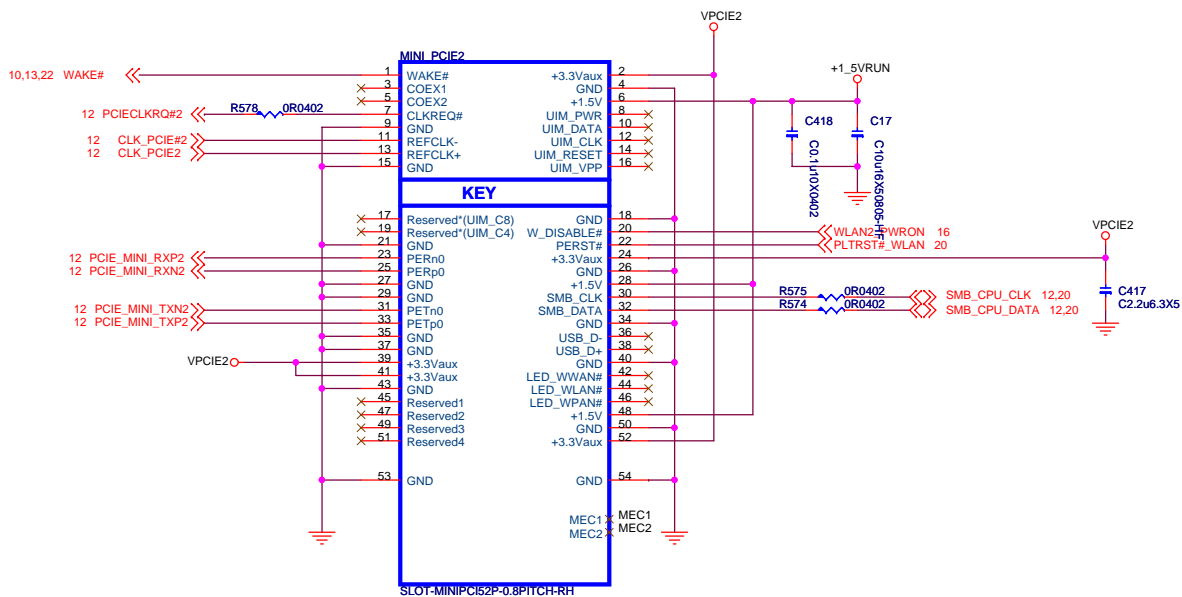 VPCIE2
MINI_PCIE2
+1_5VRUN
10,13,22 WAKE#
1 WAKE# +3.3Vaux 2
3 COEX1 GND 4
5 COEX2 +1.5V 6
12 PCIECLKRQ#2 R578 0R0402 7 CLKREQ# UIM_PWR 8
9 GND UIM_DATA 10
12 CLK_PCIE#2 11 REFCLK- UIM_CLK 12
12 CLK_PCIE2 13 REFCLK+ UIM_RESET 14
15 GND UIM_VPP 16
C418
C0.1u10X0402
C17
C10u16X50805-HF
KEY
17 Reserved*(UIM_C8) GND 18
19 Reserved*(UIM_C4) W_DISABLE# 20 WLAN2_PWRON 16
21 GND PERST# 22 PLTRST#_WLAN 20
VPCIE2
12 PCIE_MINI_RXP2 23 PERn0 +3.3Vaux 24
12 PCIE_MINI_RXN2 25 PERp0 GND 26
27 GND +1.5V 28
29 GND SMB_CLK 30 R575 0R0402 SMB_CPU_CLK 12,20
12 PCIE_MINI_TXN2 31 PETn0 SMB_DATA 32 R574 0R0402 SMB_CPU_DATA 12,20
C417
C2.2u6.3X5
12 PCIE_MINI_TXP2 33 PETp0 GND 34
35 GND USB_D- 36
37 GND USB_D+ 38
VPCIE2 39 +3.3Vaux GND 40
41 +3.3Vaux LED_WWAN# 42
43 GND LED_WLAN# 44
45 Reserved1 LED_WPAN# 46
47 Reserved2 +1.5V 48
49 Reserved3 GND 50
51 Reserved4 +3.3Vaux 52
53 GND GND 54
MEC1 MEC1
MEC2 MEC2
SLOT-MINIPCI52P-0.8PITCH-RH